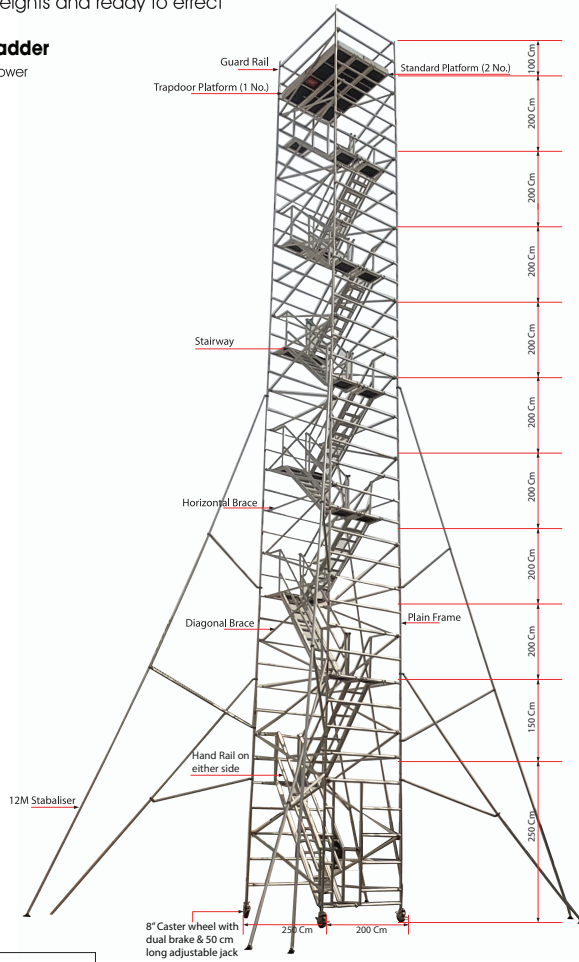 eights and ready to errect
adder
ower
Guard Rail
Standard Platform (2 No.)
Trapdoor Platform (1 No.)
100 Cm
200 Cm
200 Cm
200 Cm
200 Cm
Stairway
200 Cm
200 Cm
Horizontal Brace
200 Cm
Diagonal Brace
Plain Frame
200 Cm
150 Cm
Hand Rail on
either side
12M Stabaliser
250 Cm
8" Caster wheel with
dual brake & 50 cm
long adjustable jack
250 Cm
200 Cm